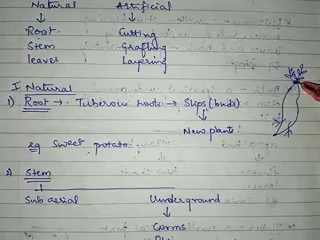 Natural Artificial
↓ ↓
Root Cutting
Stem Grafting
leaves Layering
I Natural
1) Root → Tuberous roots → Slips (buds)
↓
New plants
eg Sweet potato
2) Stem
Sub aerial Underground
↓
Corms